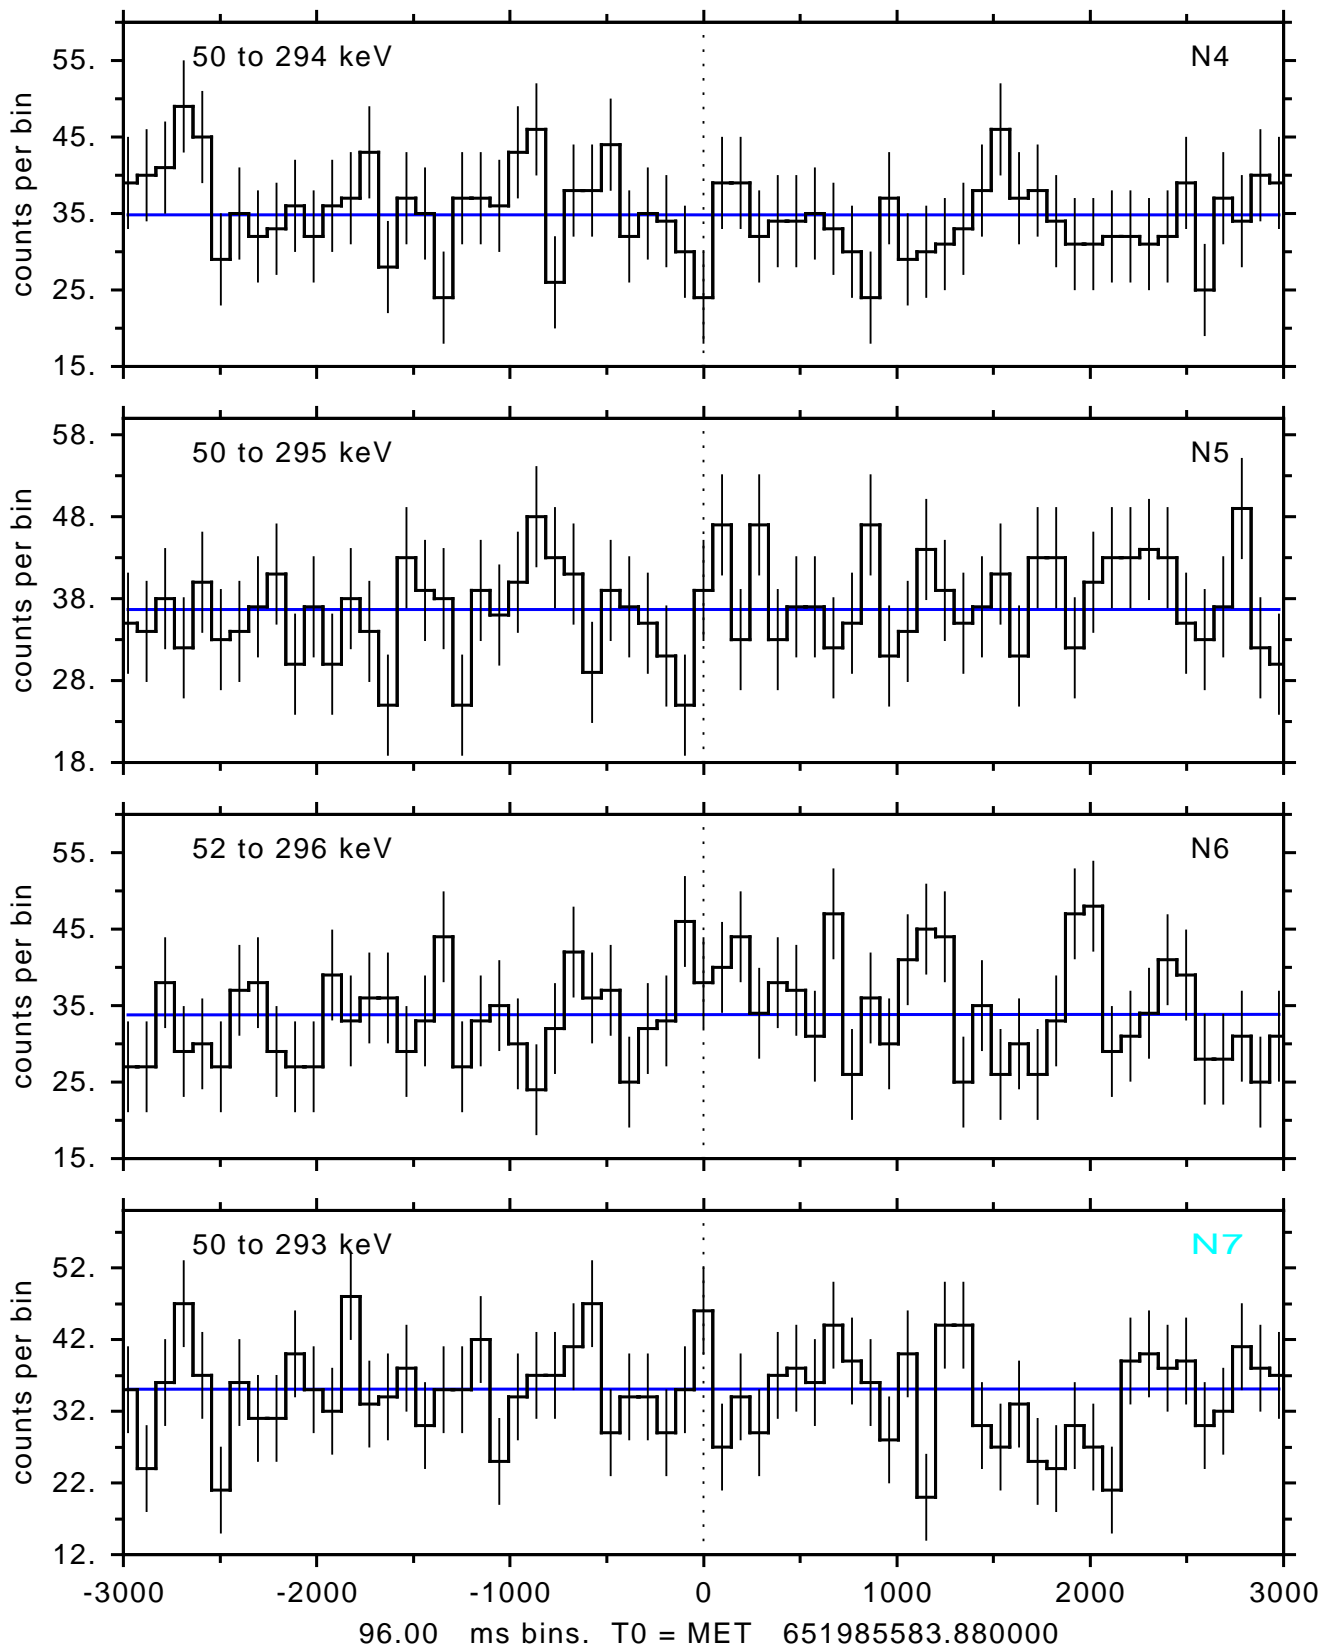 50 to 294 keV N4
55.
45.
35.
25.
15.
counts per bin
50 to 295 keV N5
58.
48.
38.
28.
18.
counts per bin
52 to 296 keV N6
55.
45.
35.
25.
15.
counts per bin
50 to 293 keV N7
52.
42.
32.
22.
12.
counts per bin
-3000 -2000 -1000 0 1000 2000 3000
96.00 ms bins. T0 = MET 651985583.880000